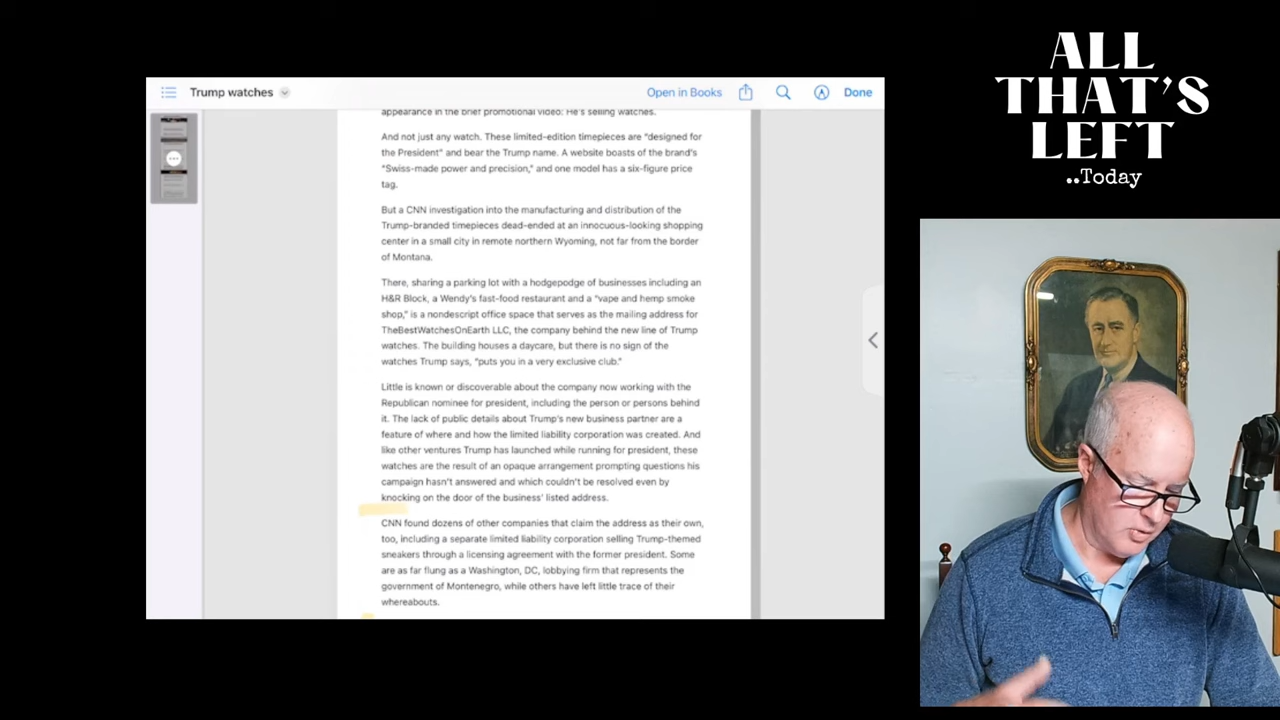 Trump watches
Open in Books
Done
appearance in the brief promotional video: He's selling watches.
And not just any watch. These limited-edition timepieces are "designed for
the President" and bear the Trump name. A website boasts of the brand's
"Swiss-made power and precision," and one model has a six-figure price
tag.
But a CNN investigation into the manufacturing and distribution of the
Trump-branded timepieces dead-ended at an innocuous-looking shopping
center in a small city in remote northern Wyoming, not far from the border
of Montana.
There, sharing a parking lot with a hodgepodge of businesses including an
H&R Block, a Wendy's fast-food restaurant and a "vape and hemp smoke
shop," is a nondescript office space that serves as the mailing address for
TheBestWatchesOnEarth LLC, the company behind the new line of Trump
watches. The building houses a daycare, but there is no sign of the
watches Trump says, "puts you in a very exclusive club."
Little is known or discoverable about the company now working with the
Republican nominee for president, including the person or persons behind
it. The lack of public details about Trump's new business partner are a
feature of where and how the limited liability corporation was created. And
like other ventures Trump has launched while running for president, these
watches are the result of an opaque arrangement prompting questions his
campaign hasn't answered and which couldn't be resolved even by
knocking on the door of the business' listed address.
CNN found dozens of other companies that claim the address as their own,
too, including a separate limited liability corporation selling Trump-themed
sneakers through a licensing agreement with the former president. Some
are as far flung as a Washington, DC, lobbying firm that represents the
government of Montenegro, while others have left little trace of their
whereabouts.
ALL
THAT'S
LEFT
..Today